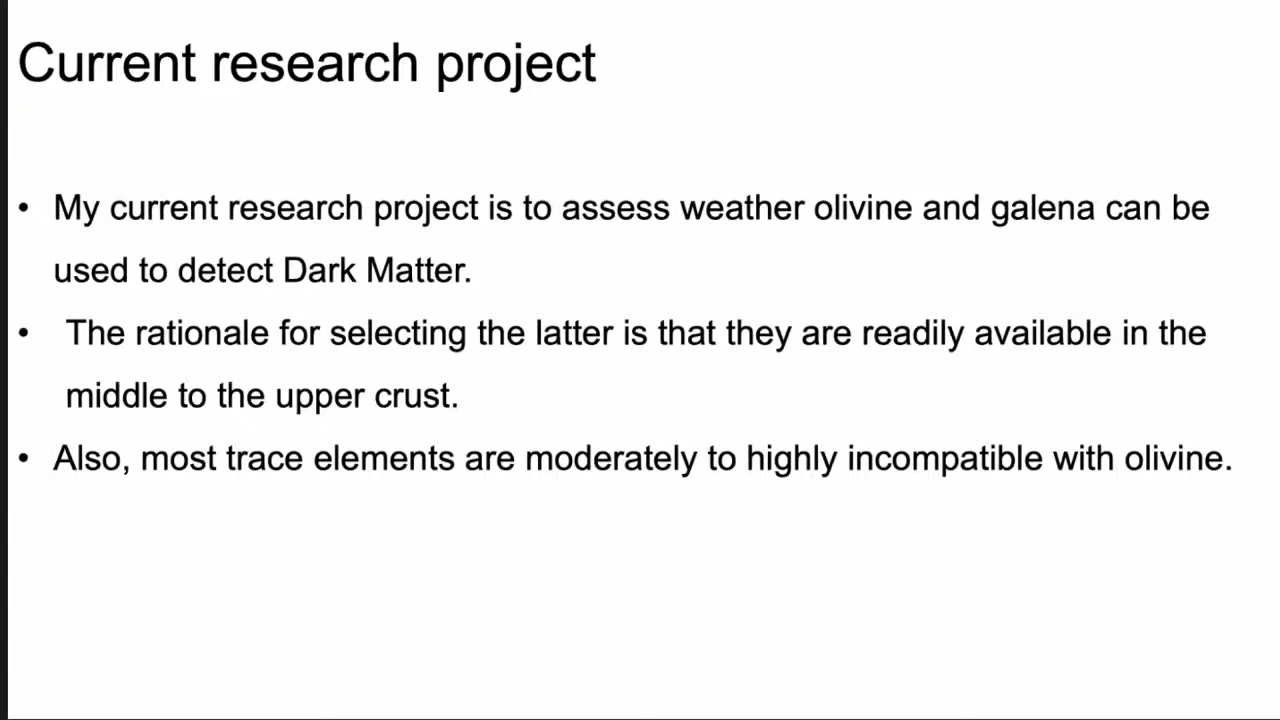 Current research project
• My current research project is to assess weather olivine and galena can be
used to detect Dark Matter.
• The rationale for selecting the latter is that they are readily available in the
middle to the upper crust.
• Also, most trace elements are moderately to highly incompatible with olivine.